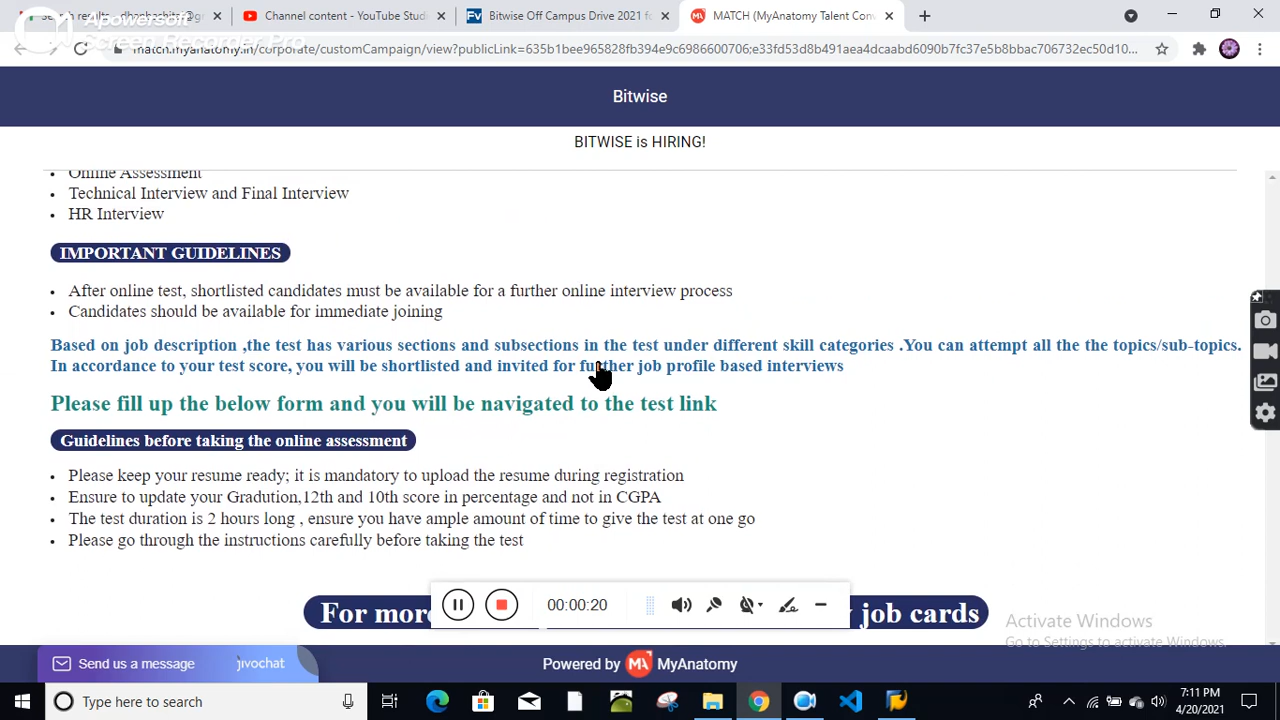 Channel content - YouTube Studi
Bitwise Off Campus Drive 2021 f
MATCH (MyAnatomy Talent Con
Apowersoft
Screen Recorder Pro
match.myanatomy.in/corporate/customCampaign/view?publicLink=635b1bee965828fb394e9c6986600706;e33fd53d8b491aea4dcaabd6090b7fc37e5b8bbac706732ec50d10...
Bitwise
BITWISE is HIRING!
Online Assessment
Technical Interview and Final Interview
HR Interview
IMPORTANT GUIDELINES
After online test, shortlisted candidates must be available for a further online interview process
Candidates should be available for immediate joining
Based on job description ,the test has various sections and subsections in the test under different skill categories .You can attempt all the the topics/sub-topics.
In accordance to your test score, you will be shortlisted and invited for further job profile based interviews
Please fill up the below form and you will be navigated to the test link
Guidelines before taking the online assessment
Please keep your resume ready; it is mandatory to upload the resume during registration
Ensure to update your Gradution,12th and 10th score in percentage and not in CGPA
The test duration is 2 hours long , ensure you have ample amount of time to give the test at one go
Please go through the instructions carefully before taking the test
00:00:20
For more job cards
Activate Windows
Go to Settings to activate Windows.
Send us a message jivochat
Powered by MA MyAnatomy
Type here to search
7:11 PM
4/20/2021